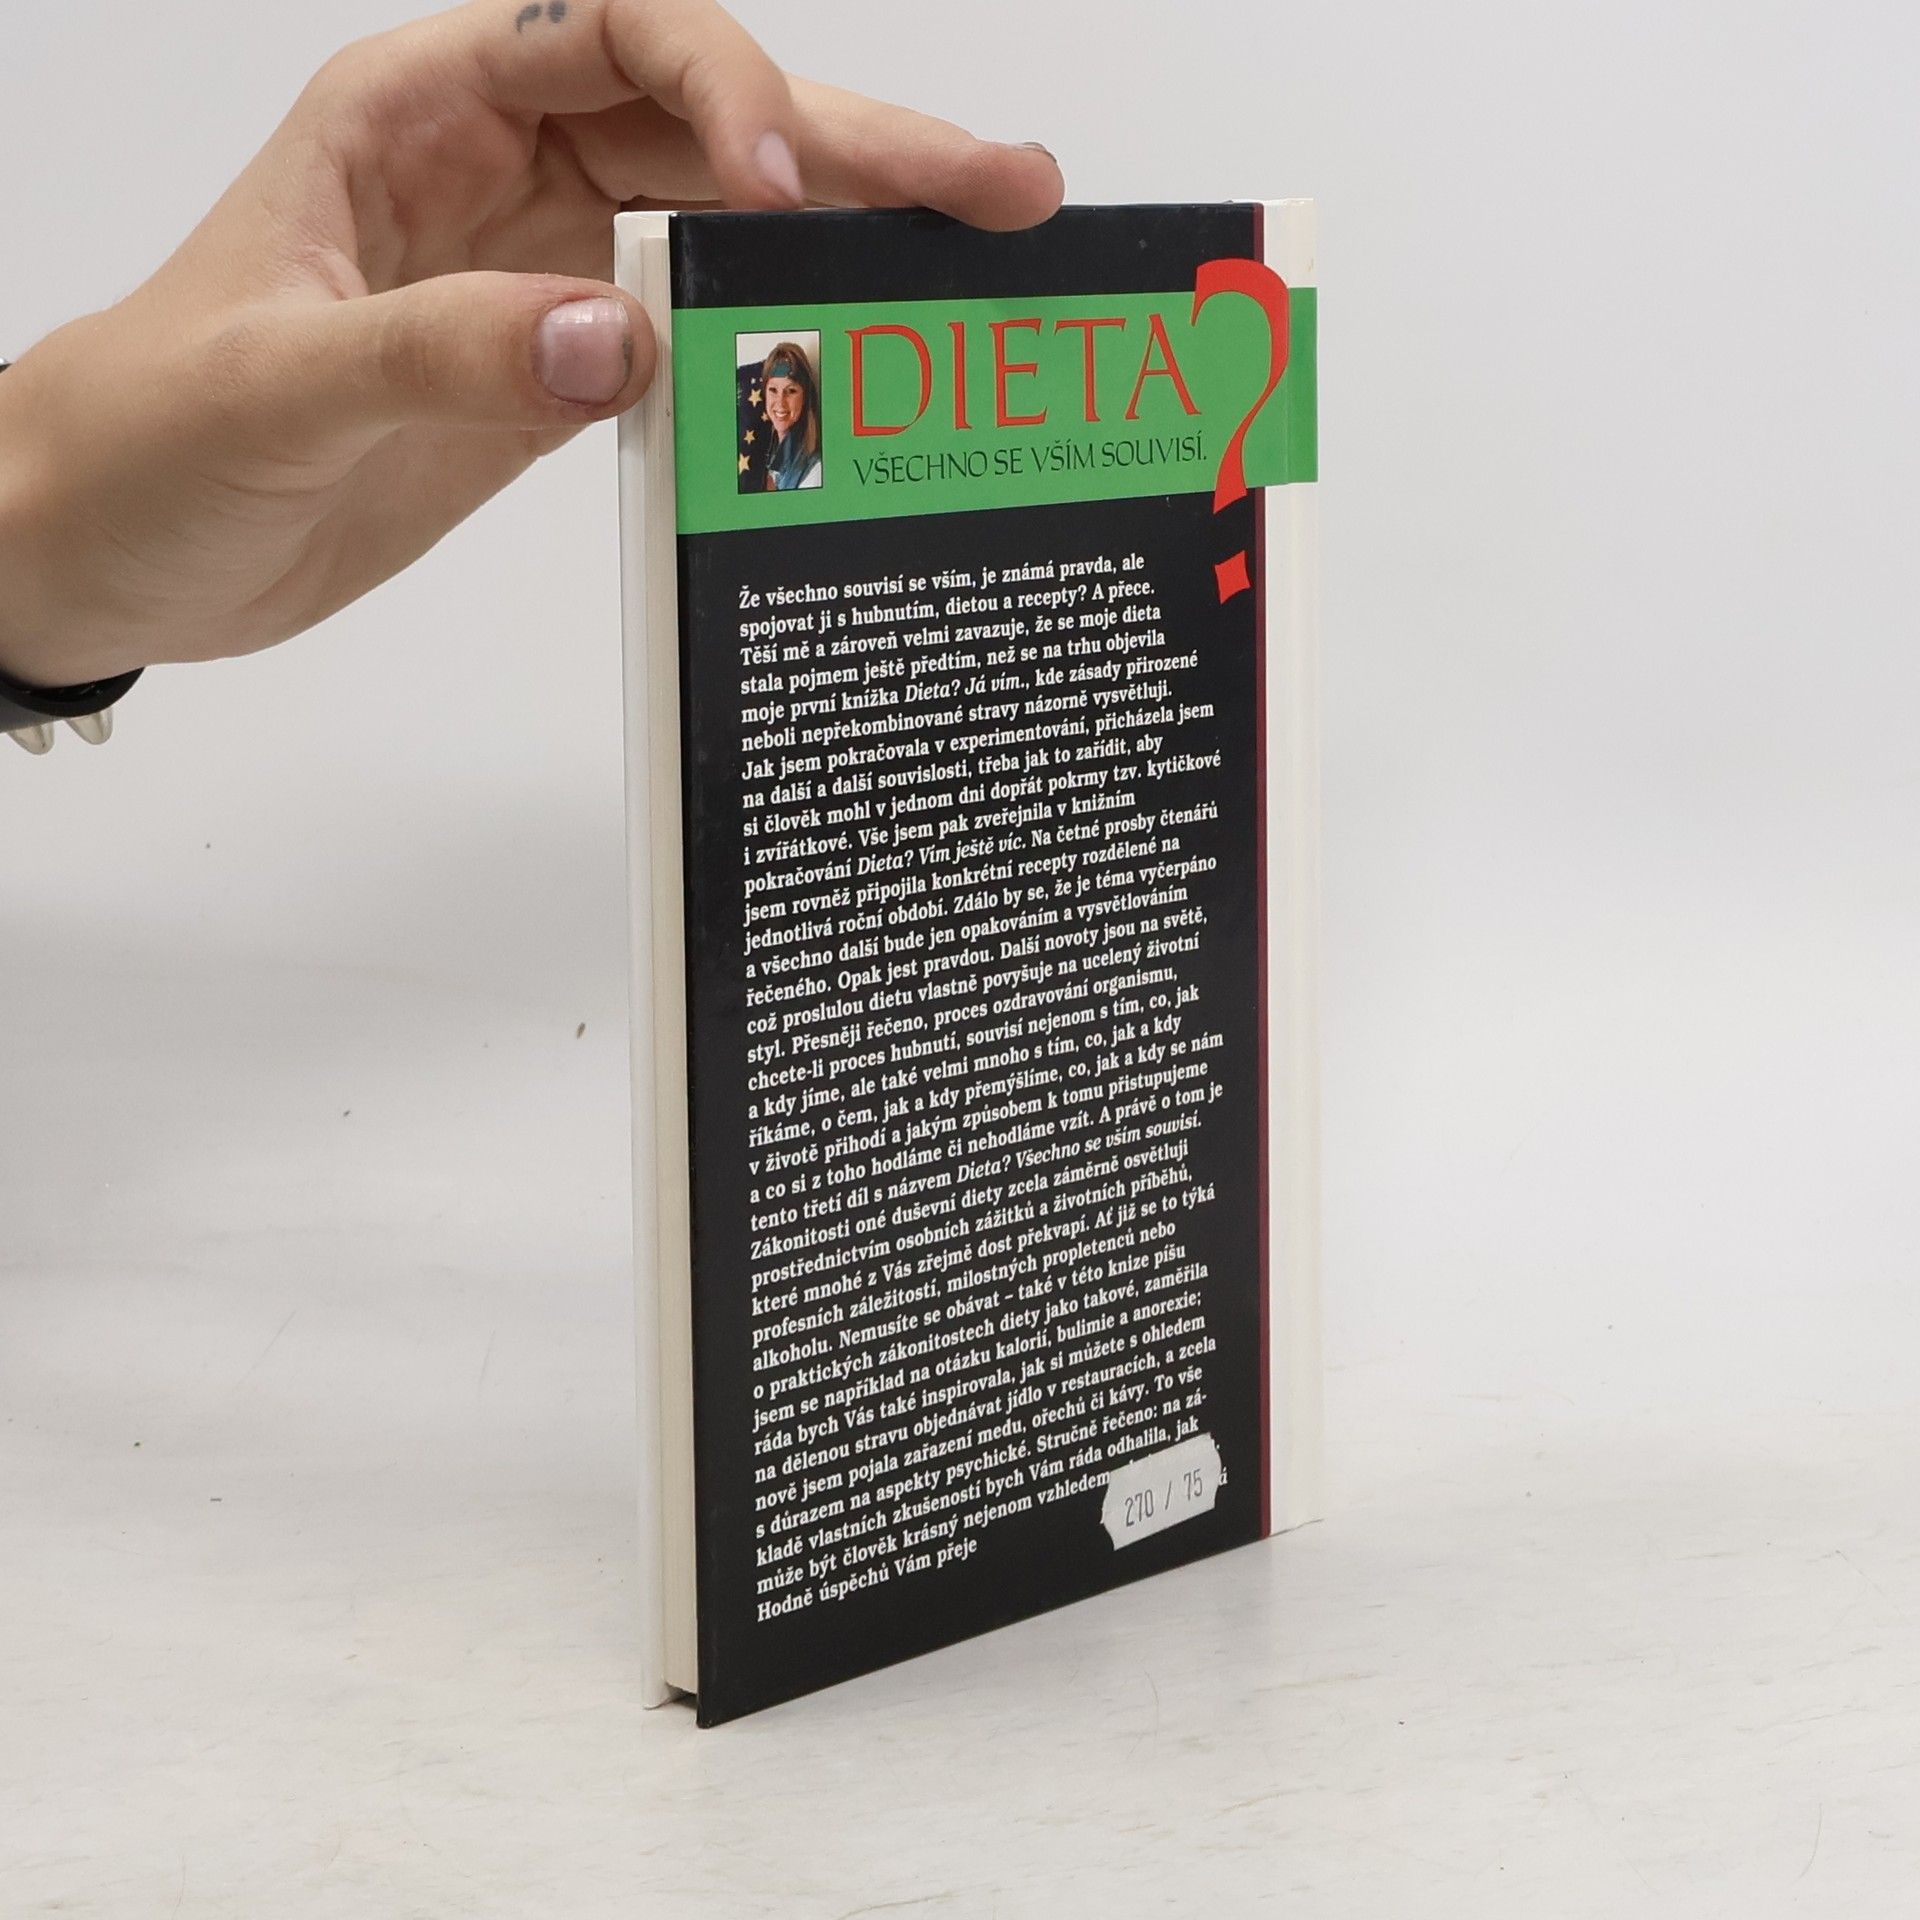 DIETA?
VŠECHNO SE VŠÍM SOUVISÍ.
Že všechno souvisí se vším, je známá pravda, ale
spojovat ji s hubnutím, dietou a recepty? A přece.
Těší mě a zároveň velmi zavazuje, že se moje dieta
stala pojmem ještě předtím, než se na trhu objevila
moje první knížka Dieta? Já vím., kde zásady přirozené
neboli nepřekombinované stravy názorně vysvětluji.
Jak jsem pokračovala v experimentování, přicházela jsem
na další a další souvislosti, třeba jak to zařídit, aby
si člověk mohl v jednom dni dopřát pokrmy tzv. kytičkové
i zvířátkové. Vše jsem pak zveřejnila v knižním
pokračování Dieta? Vím ještě víc. Na četné prosby čtenářů
jsem rovněž připojila konkrétní recepty rozdělené na
jednotlivá roční období. Zdálo by se, že je téma vyčerpáno
a všechno další bude jen opakováním a vysvětlováním
řečeného. Opak jest pravdou. Další novoty jsou na světě,
což proslulou dietu vlastně povyšuje na ucelený životní
styl. Přesněji řečeno, proces ozdravování organismu,
chcete-li proces hubnutí, souvisí nejenom s tím, co, jak
a kdy jíme, ale také velmi mnoho s tím, co, jak a kdy
říkáme, o čem, jak a kdy přemýšlíme, co, jak a kdy se nám
v životě přihodí a jakým způsobem k tomu přistupujeme
a co si z toho hodláme či nehodláme vzít. A právě o tom je
tento třetí díl s názvem Dieta? Všechno se vším souvisí.
Zákonitosti oné duševní diety zcela záměrně osvětluji
prostřednictvím osobních zážitků a životních příběhů,
které mnohé z Vás zřejmě dost překvapí. Ať již se to týká
profesních záležitostí, milostných propletenců nebo
alkoholu. Nemusíte se obávat – také v této knize píšu
o praktických zákonitostech diety jako takové, zaměřila
jsem se například na otázku kalorií, bulimie a anorexie;
ráda bych Vás také inspirovala, jak si můžete s ohledem
na dělenou stravu objednávat jídlo v restauracích, a zcela
nově jsem pojala zařazení medu, ořechů či kávy. To vše
s důrazem na aspekty psychické. Stručně řečeno: na zá-
kladě vlastních zkušeností bych Vám ráda odhalila, jak
může být člověk krásný nejenom vzhledem
Hodně úspěchů Vám přeje
270 / 75